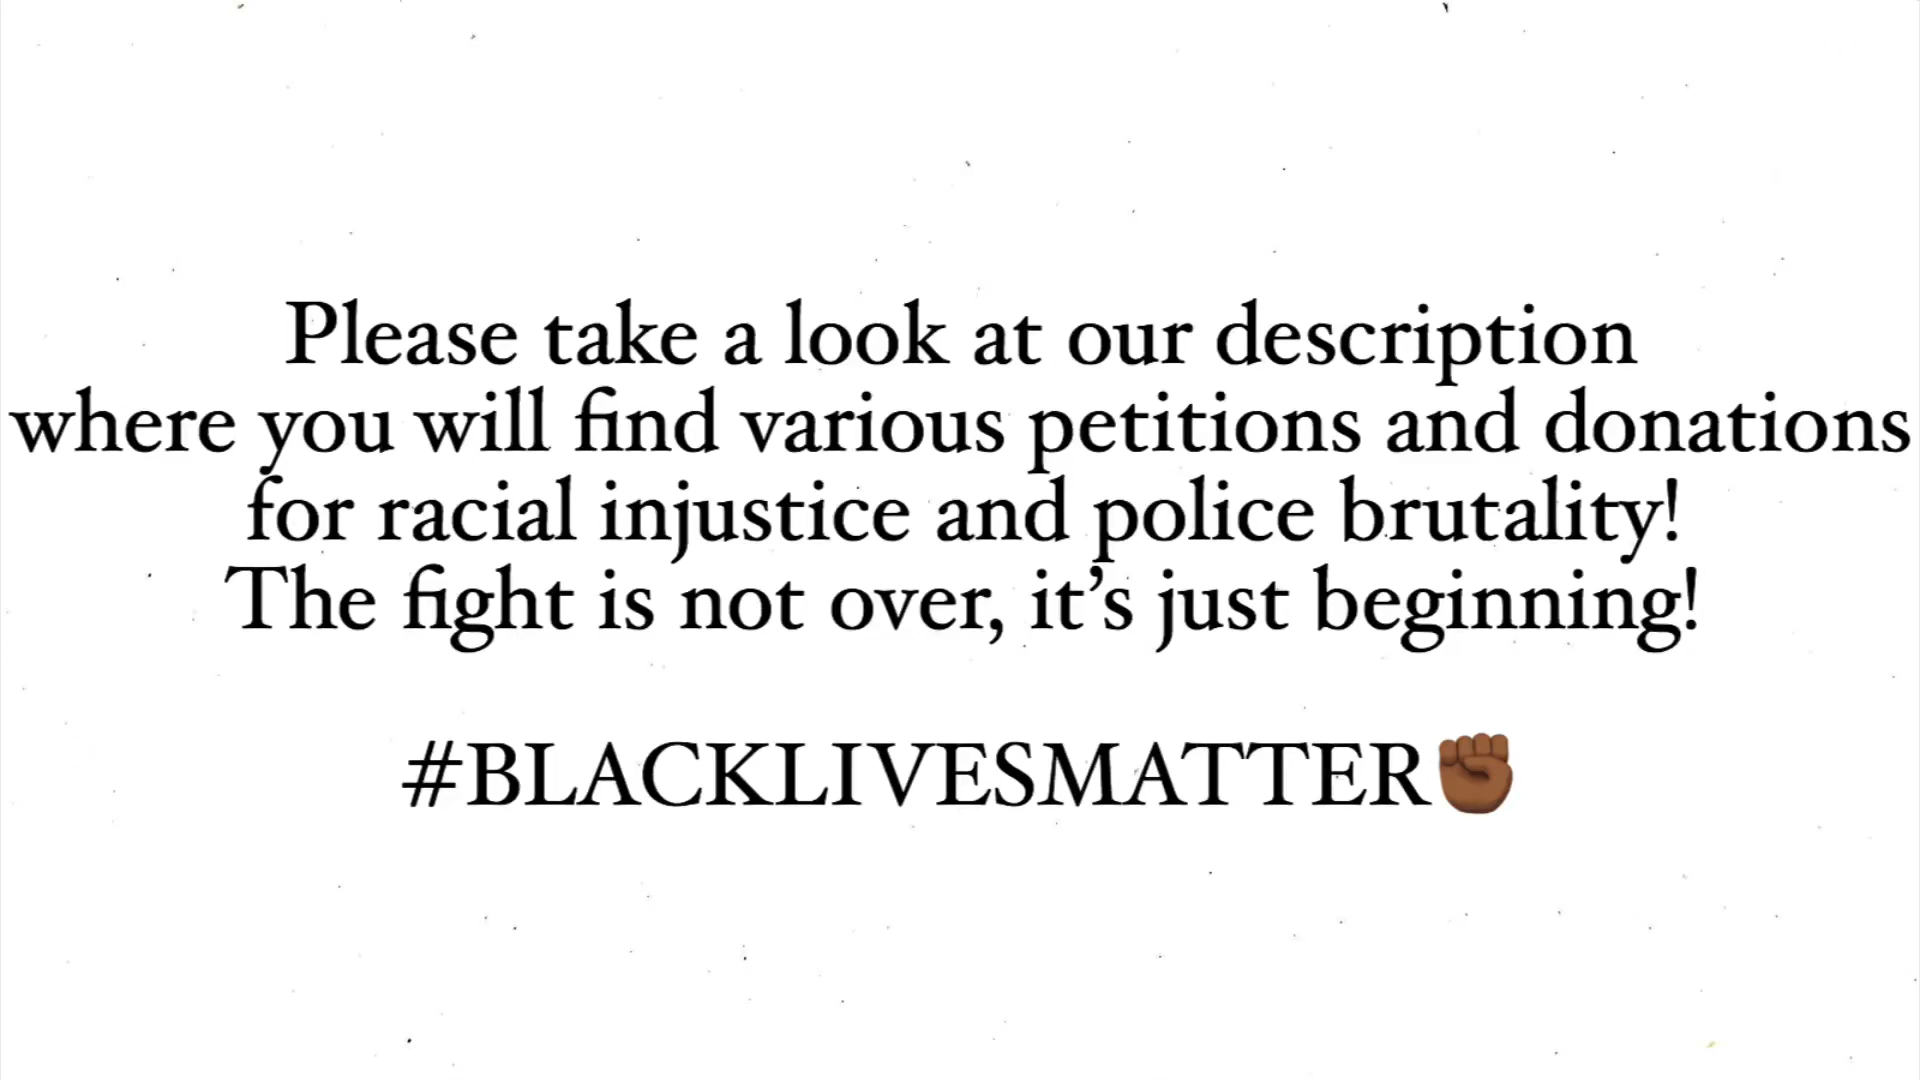 Please take a look at our description
where you will find various petitions and donations
for racial injustice and police brutality!
The fight is not over, it’s just beginning!
#BLACKLIVESMATTER✊🏾